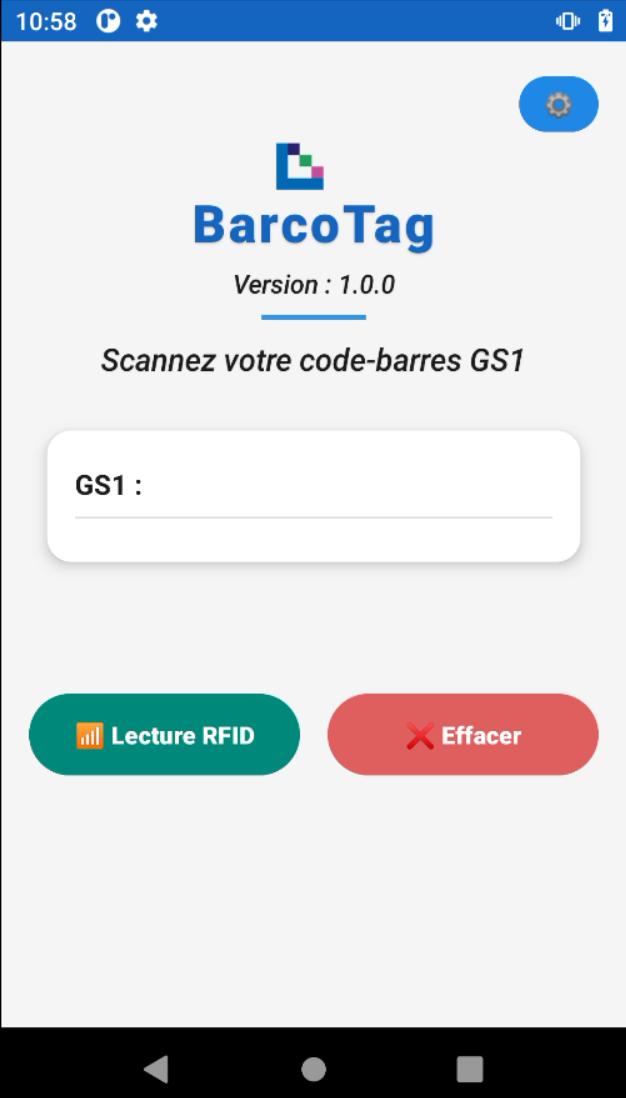 10:58
BarcoTag
Version : 1.0.0
Scannez votre code-barres GS1
GS1 :
Lecture RFID
Effacer